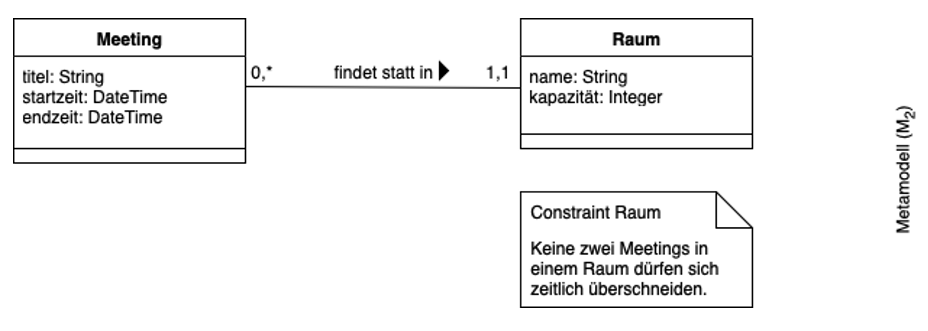 Meeting
titel: String
startzeit: DateTime
endzeit: DateTime
0,*
findet statt in
1,1
Raum
name: String
kapazität: Integer
Constraint Raum
Keine zwei Meetings in
einem Raum dürfen sich
zeitlich überschneiden.
Metamodell (M₂)